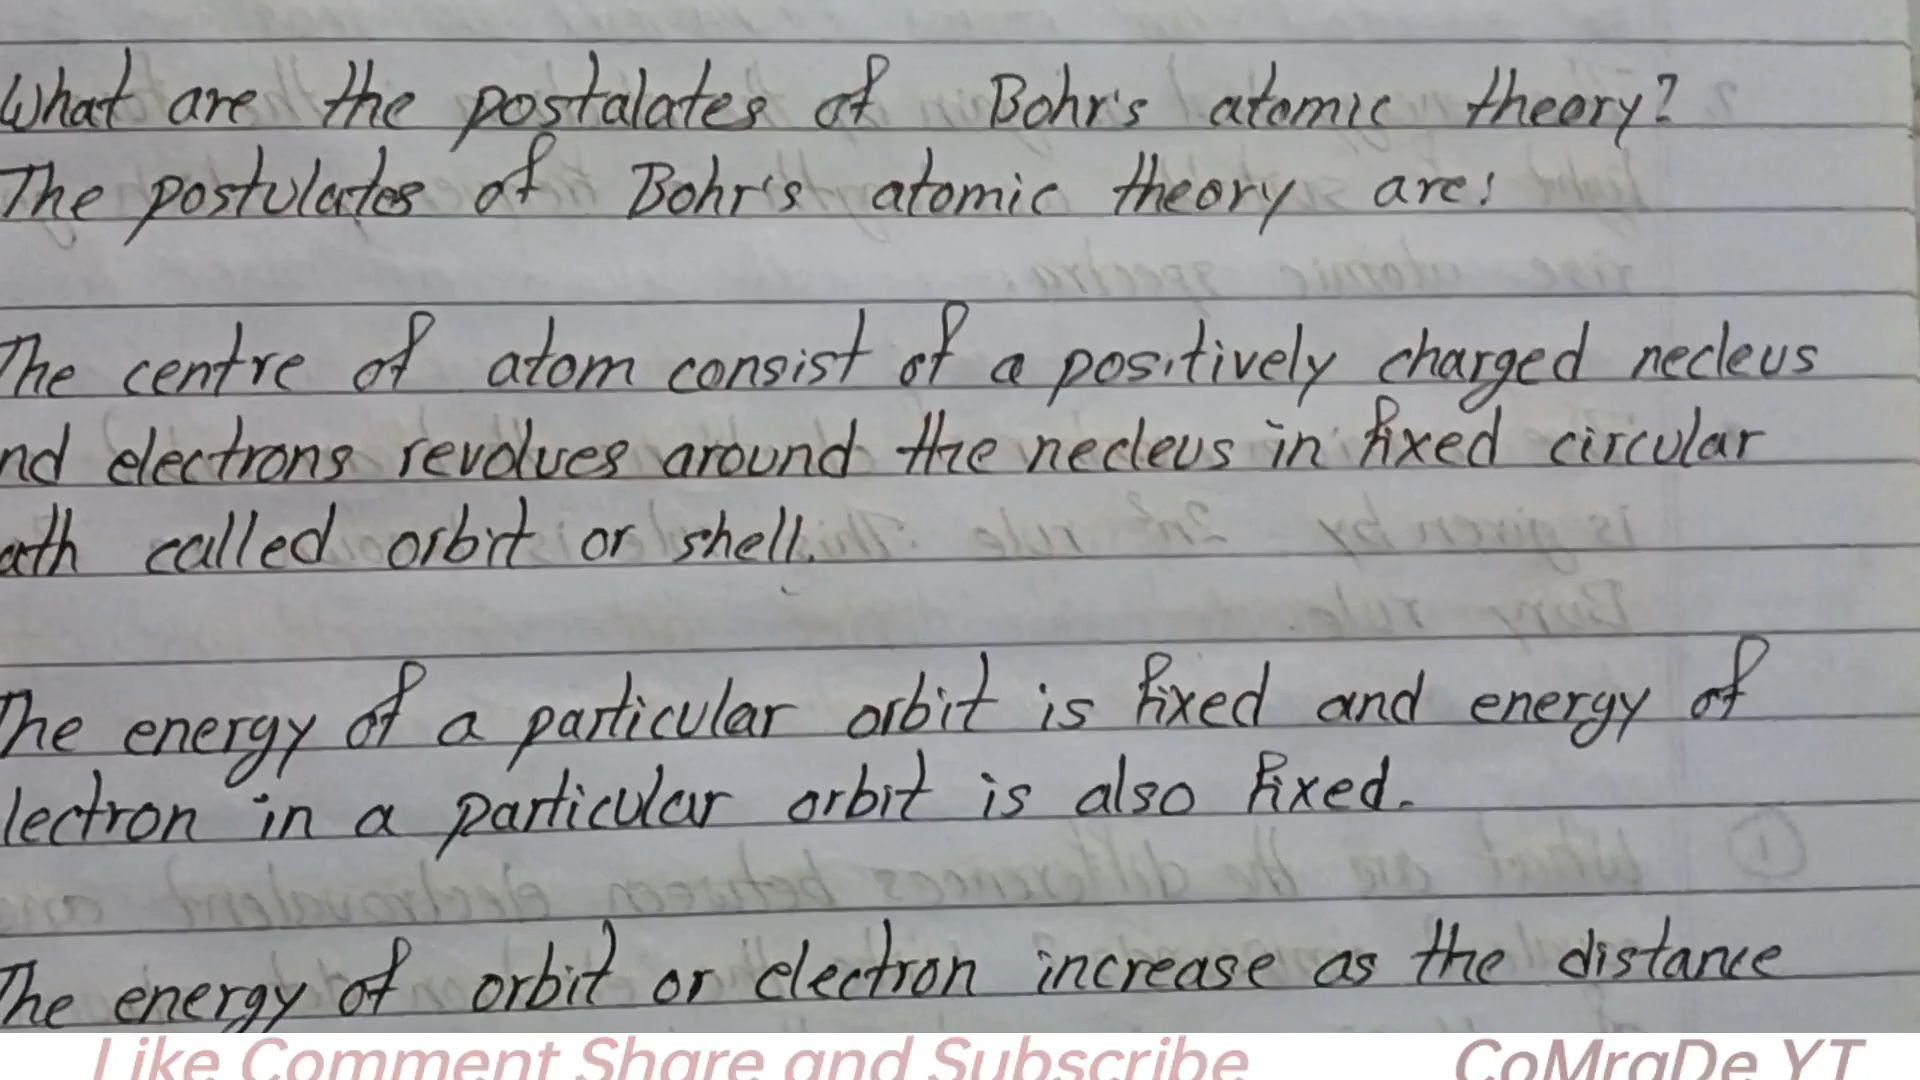 What are the postalates of Bohr's atomic theory?
The postulates of Bohr's atomic theory are:
The centre of atom consist of a positively charged necleus
nd electrons revolves around the necleus in fixed circular
ath called orbit or shell.
The energy of a particular orbit is fixed and energy of
lectron in a particular orbit is also fixed.
The energy of orbit or electron increase as the distance
Like Comment Share and Subscribe CoMraDe YT